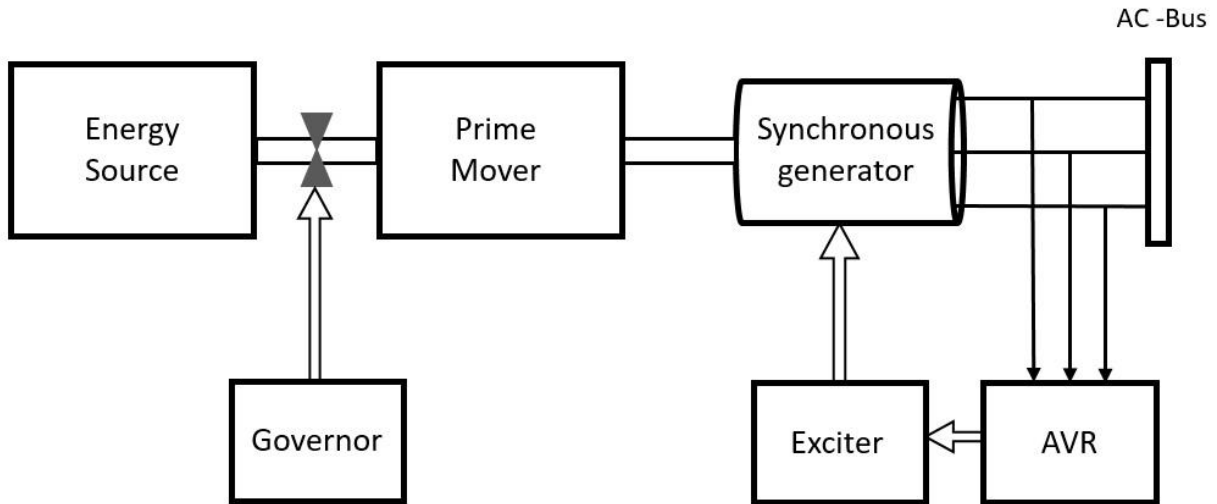 AC -Bus
Energy
Source
Prime
Mover
Synchronous
generator
Governor
Exciter
AVR